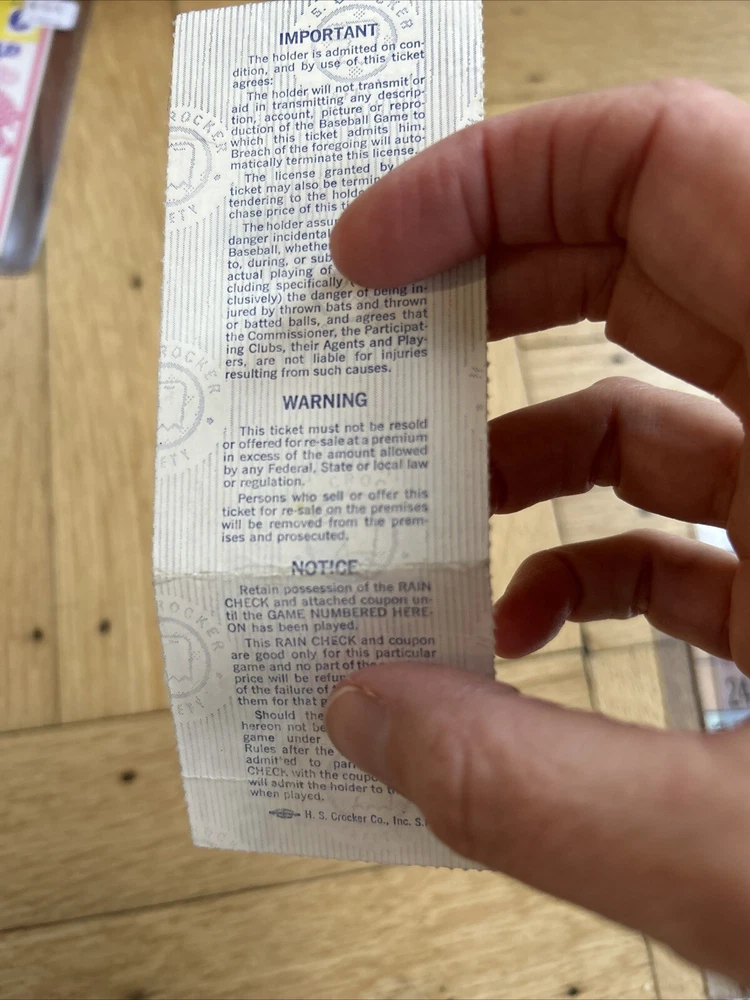 S. CROCKER
IMPORTANT
The holder is admitted on con-
dition, and by use of this ticket
agrees:
The holder will not transmit or
aid in transmitting any descrip-
tion, account, picture or repro-
duction of the Baseball Game to
which this ticket admits him.
Breach of the foregoing will auto-
matically terminate this license.
The license granted by
ticket may also be termin
tendering to the holde
chase price of this t
The holder assu
danger incidental
Baseball, whethe
to, during, or sub
actual playing of
cluding specifically
clusively) the danger of being in-
jured by thrown bats and thrown
or batted balls, and agrees that
the Commissioner, the Participat-
ing Clubs, their Agents and Play-
ers, are not liable for injuries
resulting from such causes.
WARNING
This ticket must not be resold
or offered for re-sale at a premium
in excess of the amount allowed
by any Federal, State or local law
or regulation.
Persons who sell or offer this
ticket for re-sale on the premises
will be removed from the prem-
ises and prosecuted.
NOTICE
Retain possession of the RAIN
CHECK and attached coupon un-
til the GAME NUMBERED HERE-
ON has been played.
This RAIN CHECK and coupon
are good only for this particular
game and no part of the
price will be refun
of the failure of
them for that g
Should the
hereon not be
game under
Rules after the
admitted to par
CHECK with the coupo
will admit the holder to t
when played.
H. S. Crocker Co., Inc. S.
ROCKER
ETY
ROCKER
ETY
ROCKER
ETY
24